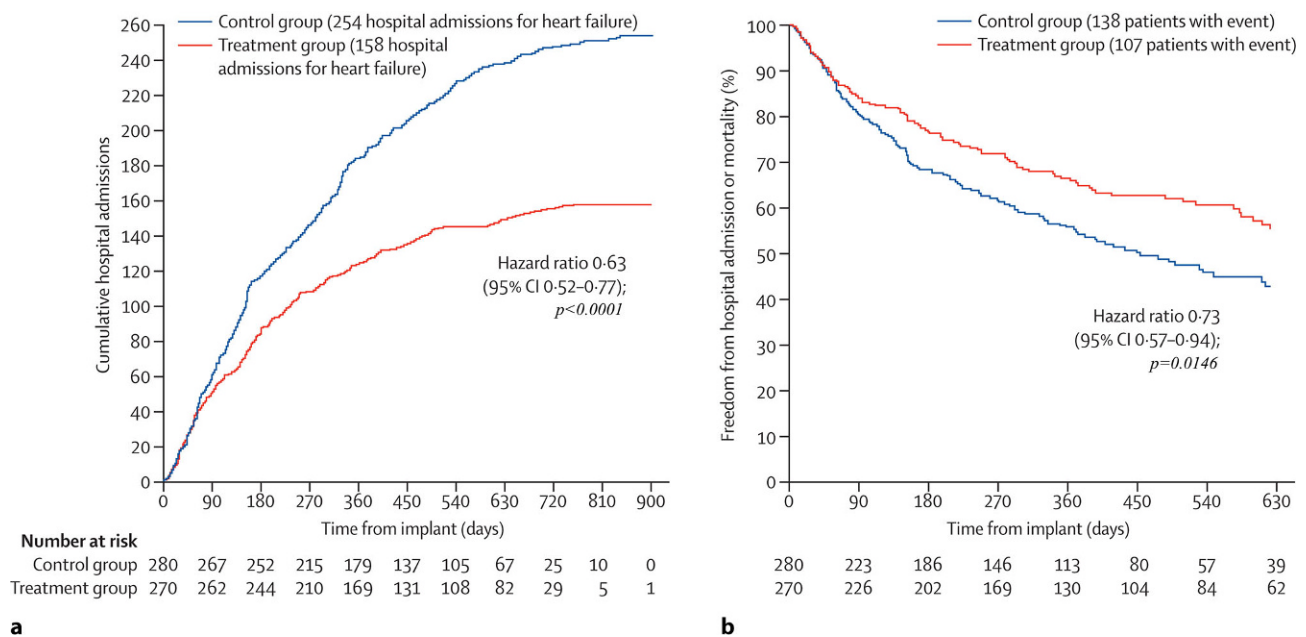 Control group (254 hospital admissions for heart failure)
Treatment group (158 hospital
admissions for heart failure)
Cumulative hospital admissions
260
240
220
200
180
160
140
120
100
80
60
40
20
0
Hazard ratio 0·63
(95% CI 0·52–0·77);
p<0.0001
0 90 180 270 360 450 540 630 720 810 900
Time from implant (days)
Number at risk
Control group 280 267 252 215 179 137 105 67 25 10 0
Treatment group 270 262 244 210 169 131 108 82 29 5 1
a
Control group (138 patients with event)
Treatment group (107 patients with event)
Freedom from hospital admission or mortality (%)
100
90
80
70
60
50
40
30
20
10
0
Hazard ratio 0·73
(95% CI 0·57–0·94);
p=0.0146
0 90 180 270 360 450 540 630
Time from implant (days)
280 223 186 146 113 80 57 39
270 226 202 169 130 104 84 62
b